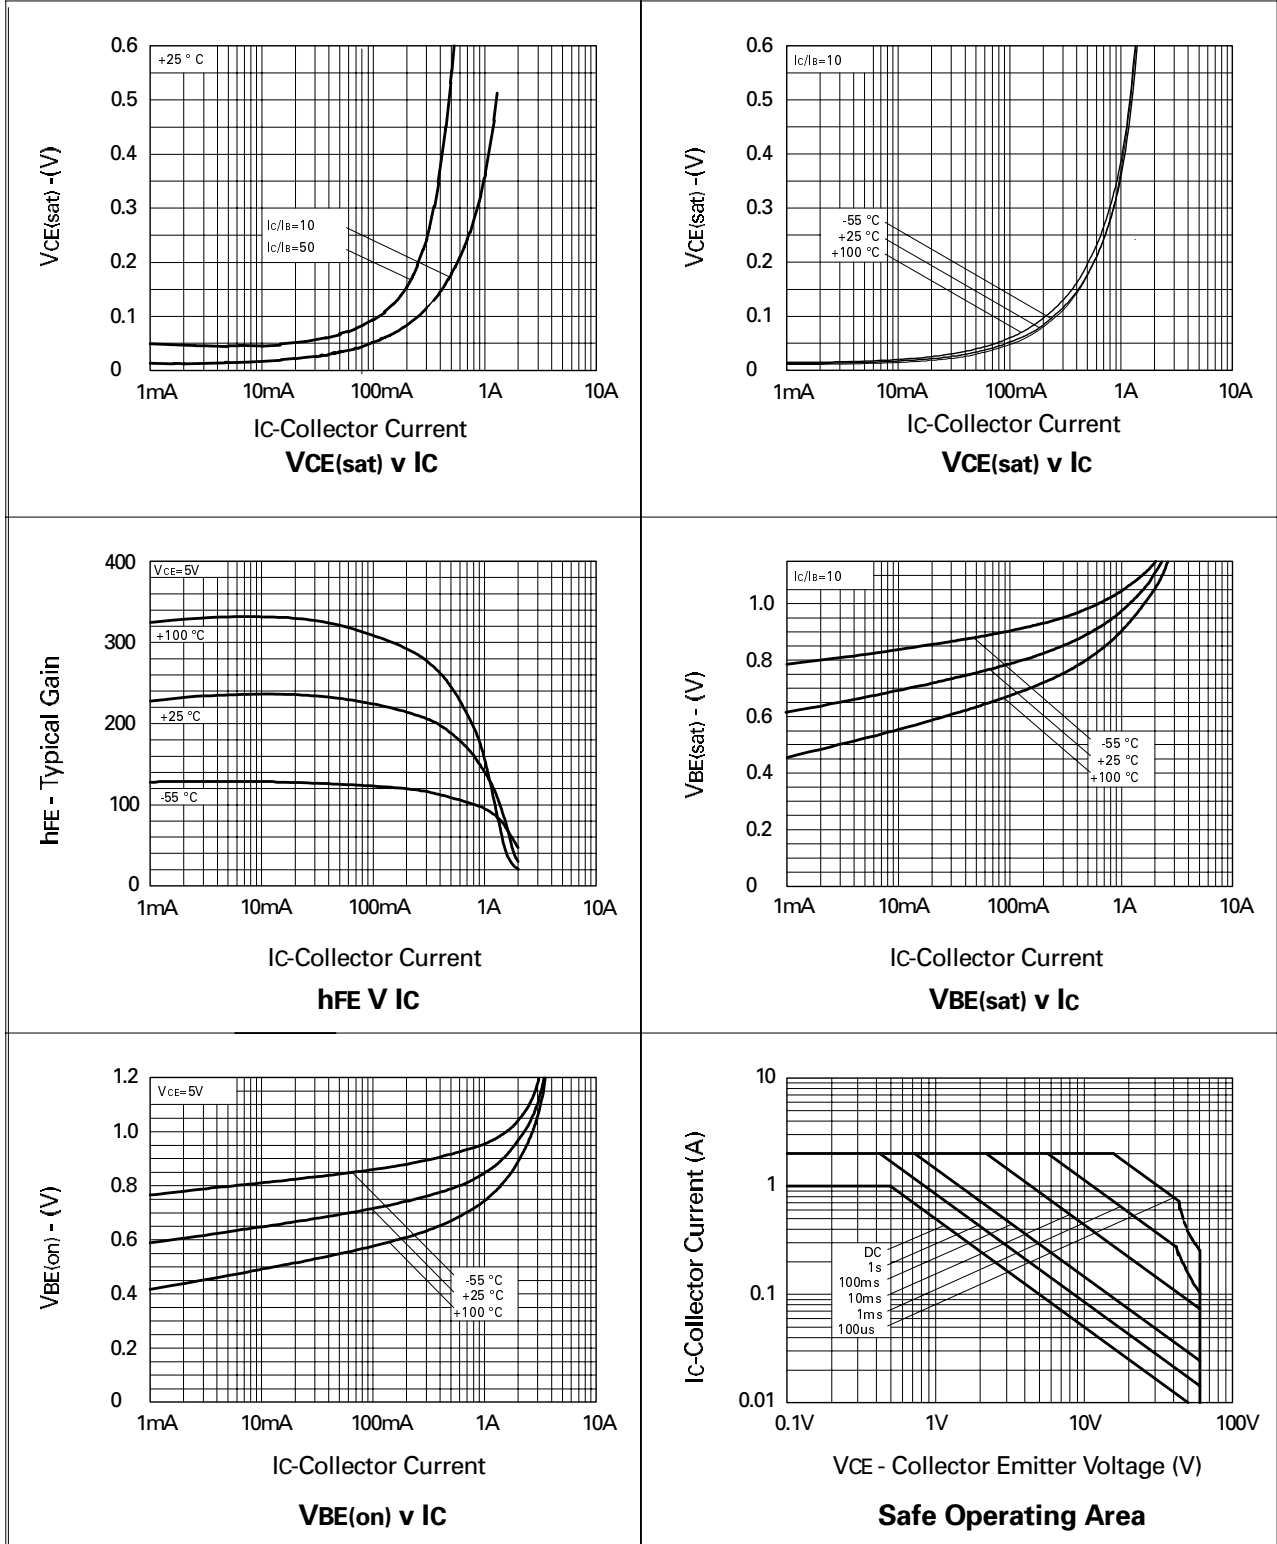 0.6
+25 ° C
0.5
0.4
0.3
0.2
0.1
0
VCE(sat) - (V)
IC/IB=10
IC/IB=50
1mA 10mA 100mA 1A 10A
IC-Collector Current
VCE(sat) v IC
0.6
IC/IB=10
0.5
0.4
0.3
0.2
0.1
0
VCE(sat) - (V)
-55 °C
+25 °C
+100 °C
1mA 10mA 100mA 1A 10A
IC-Collector Current
VCE(sat) v IC
400
VCE=5V
300
200
100
0
hFE - Typical Gain
+100 °C
+25 °C
-55 °C
1mA 10mA 100mA 1A 10A
IC-Collector Current
hFE V IC
IC/IB=10
1.0
0.8
0.6
0.4
0.2
0
VBE(sat) - (V)
-55 °C
+25 °C
+100 °C
1mA 10mA 100mA 1A 10A
IC-Collector Current
VBE(sat) v IC
1.2
VCE=5V
1.0
0.8
0.6
0.4
0.2
0
VBE(on) - (V)
-55 °C
+25 °C
+100 °C
1mA 10mA 100mA 1A 10A
IC-Collector Current
VBE(on) v IC
10
1
0.1
0.01
IC-Collector Current (A)
DC
1s
100ms
10ms
1ms
100us
0.1V 1V 10V 100V
VCE - Collector Emitter Voltage (V)
Safe Operating Area